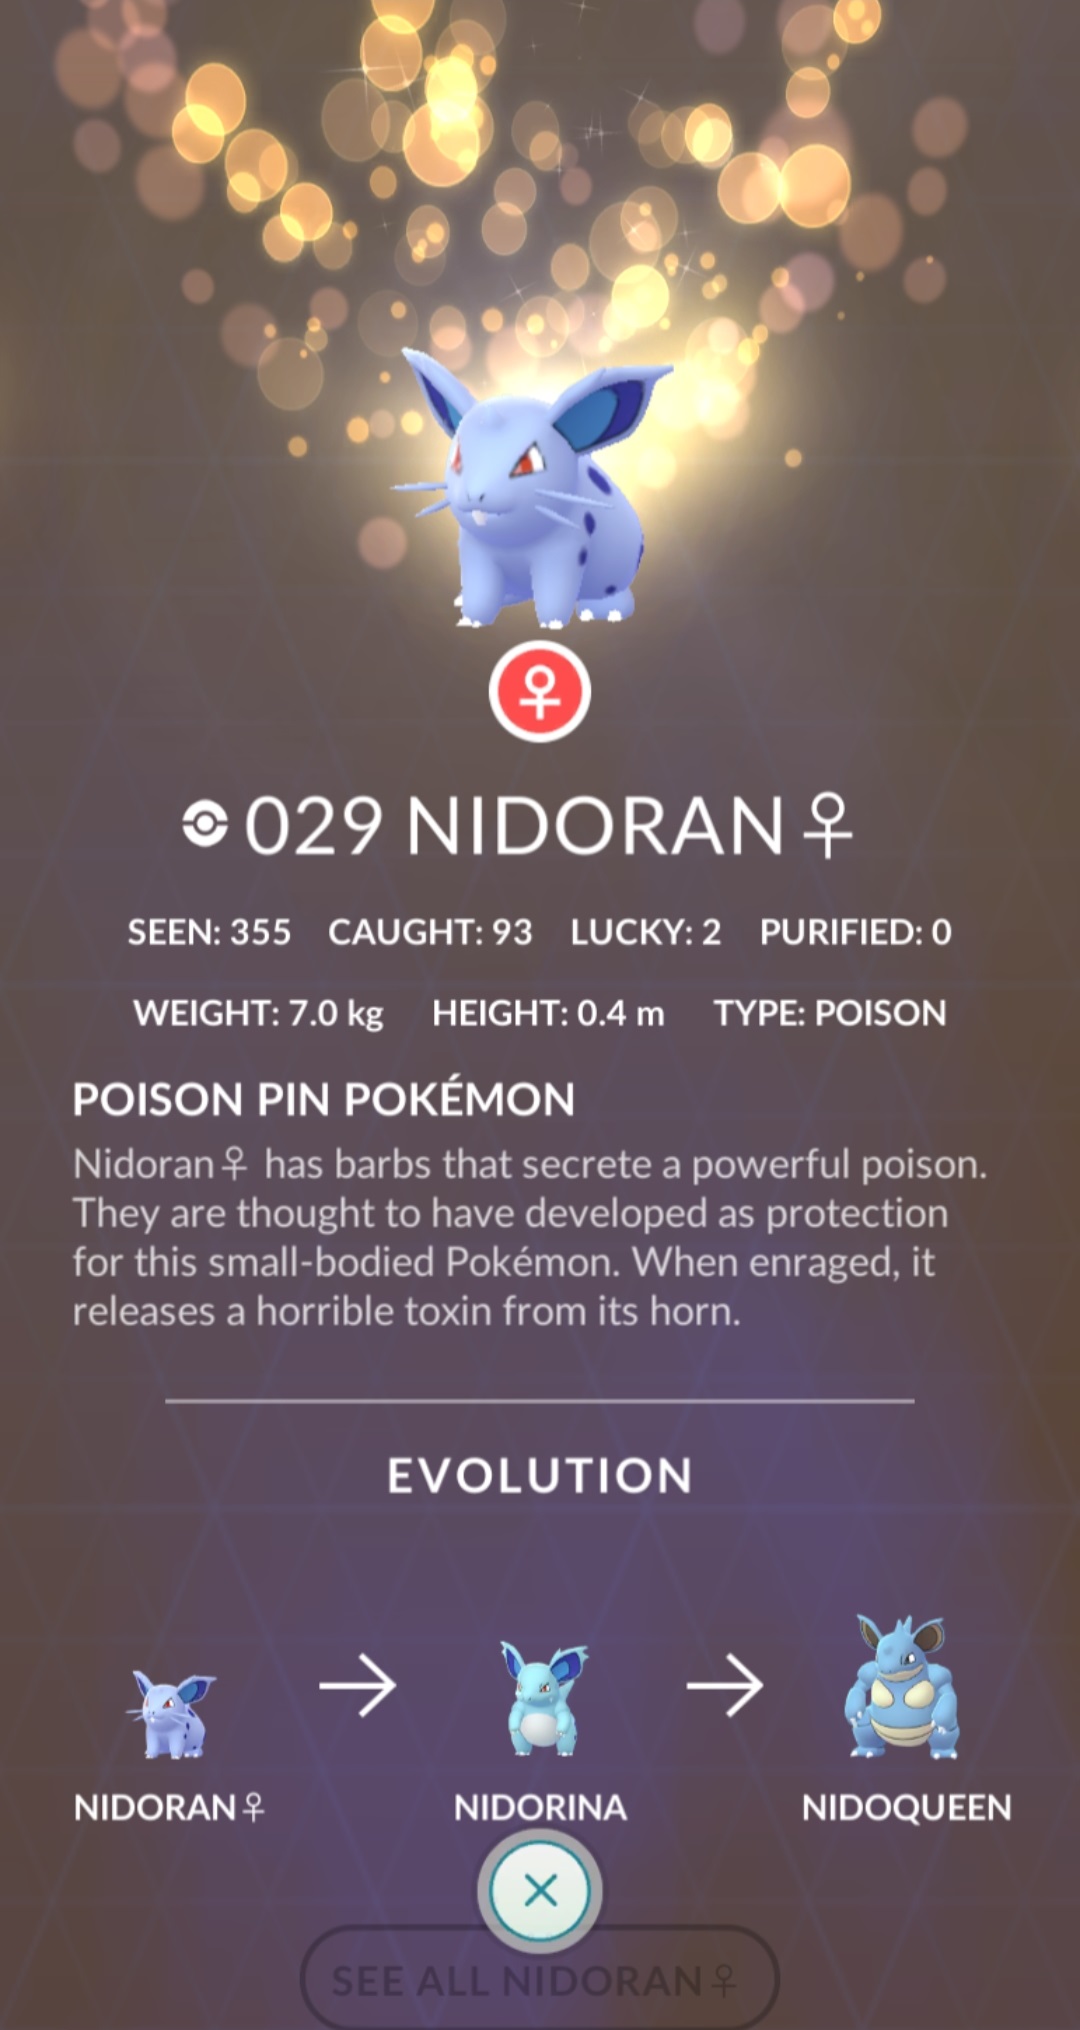 029 NIDORAN♀
SEEN: 355 CAUGHT: 93 LUCKY: 2 PURIFIED: 0
WEIGHT: 7.0 kg HEIGHT: 0.4 m TYPE: POISON
POISON PIN POKÉMON
Nidoran♀ has barbs that secrete a powerful poison.
They are thought to have developed as protection
for this small-bodied Pokémon. When enraged, it
releases a horrible toxin from its horn.
EVOLUTION
NIDORAN♀ NIDORINA NIDOQUEEN
SEE ALL NIDORAN♀